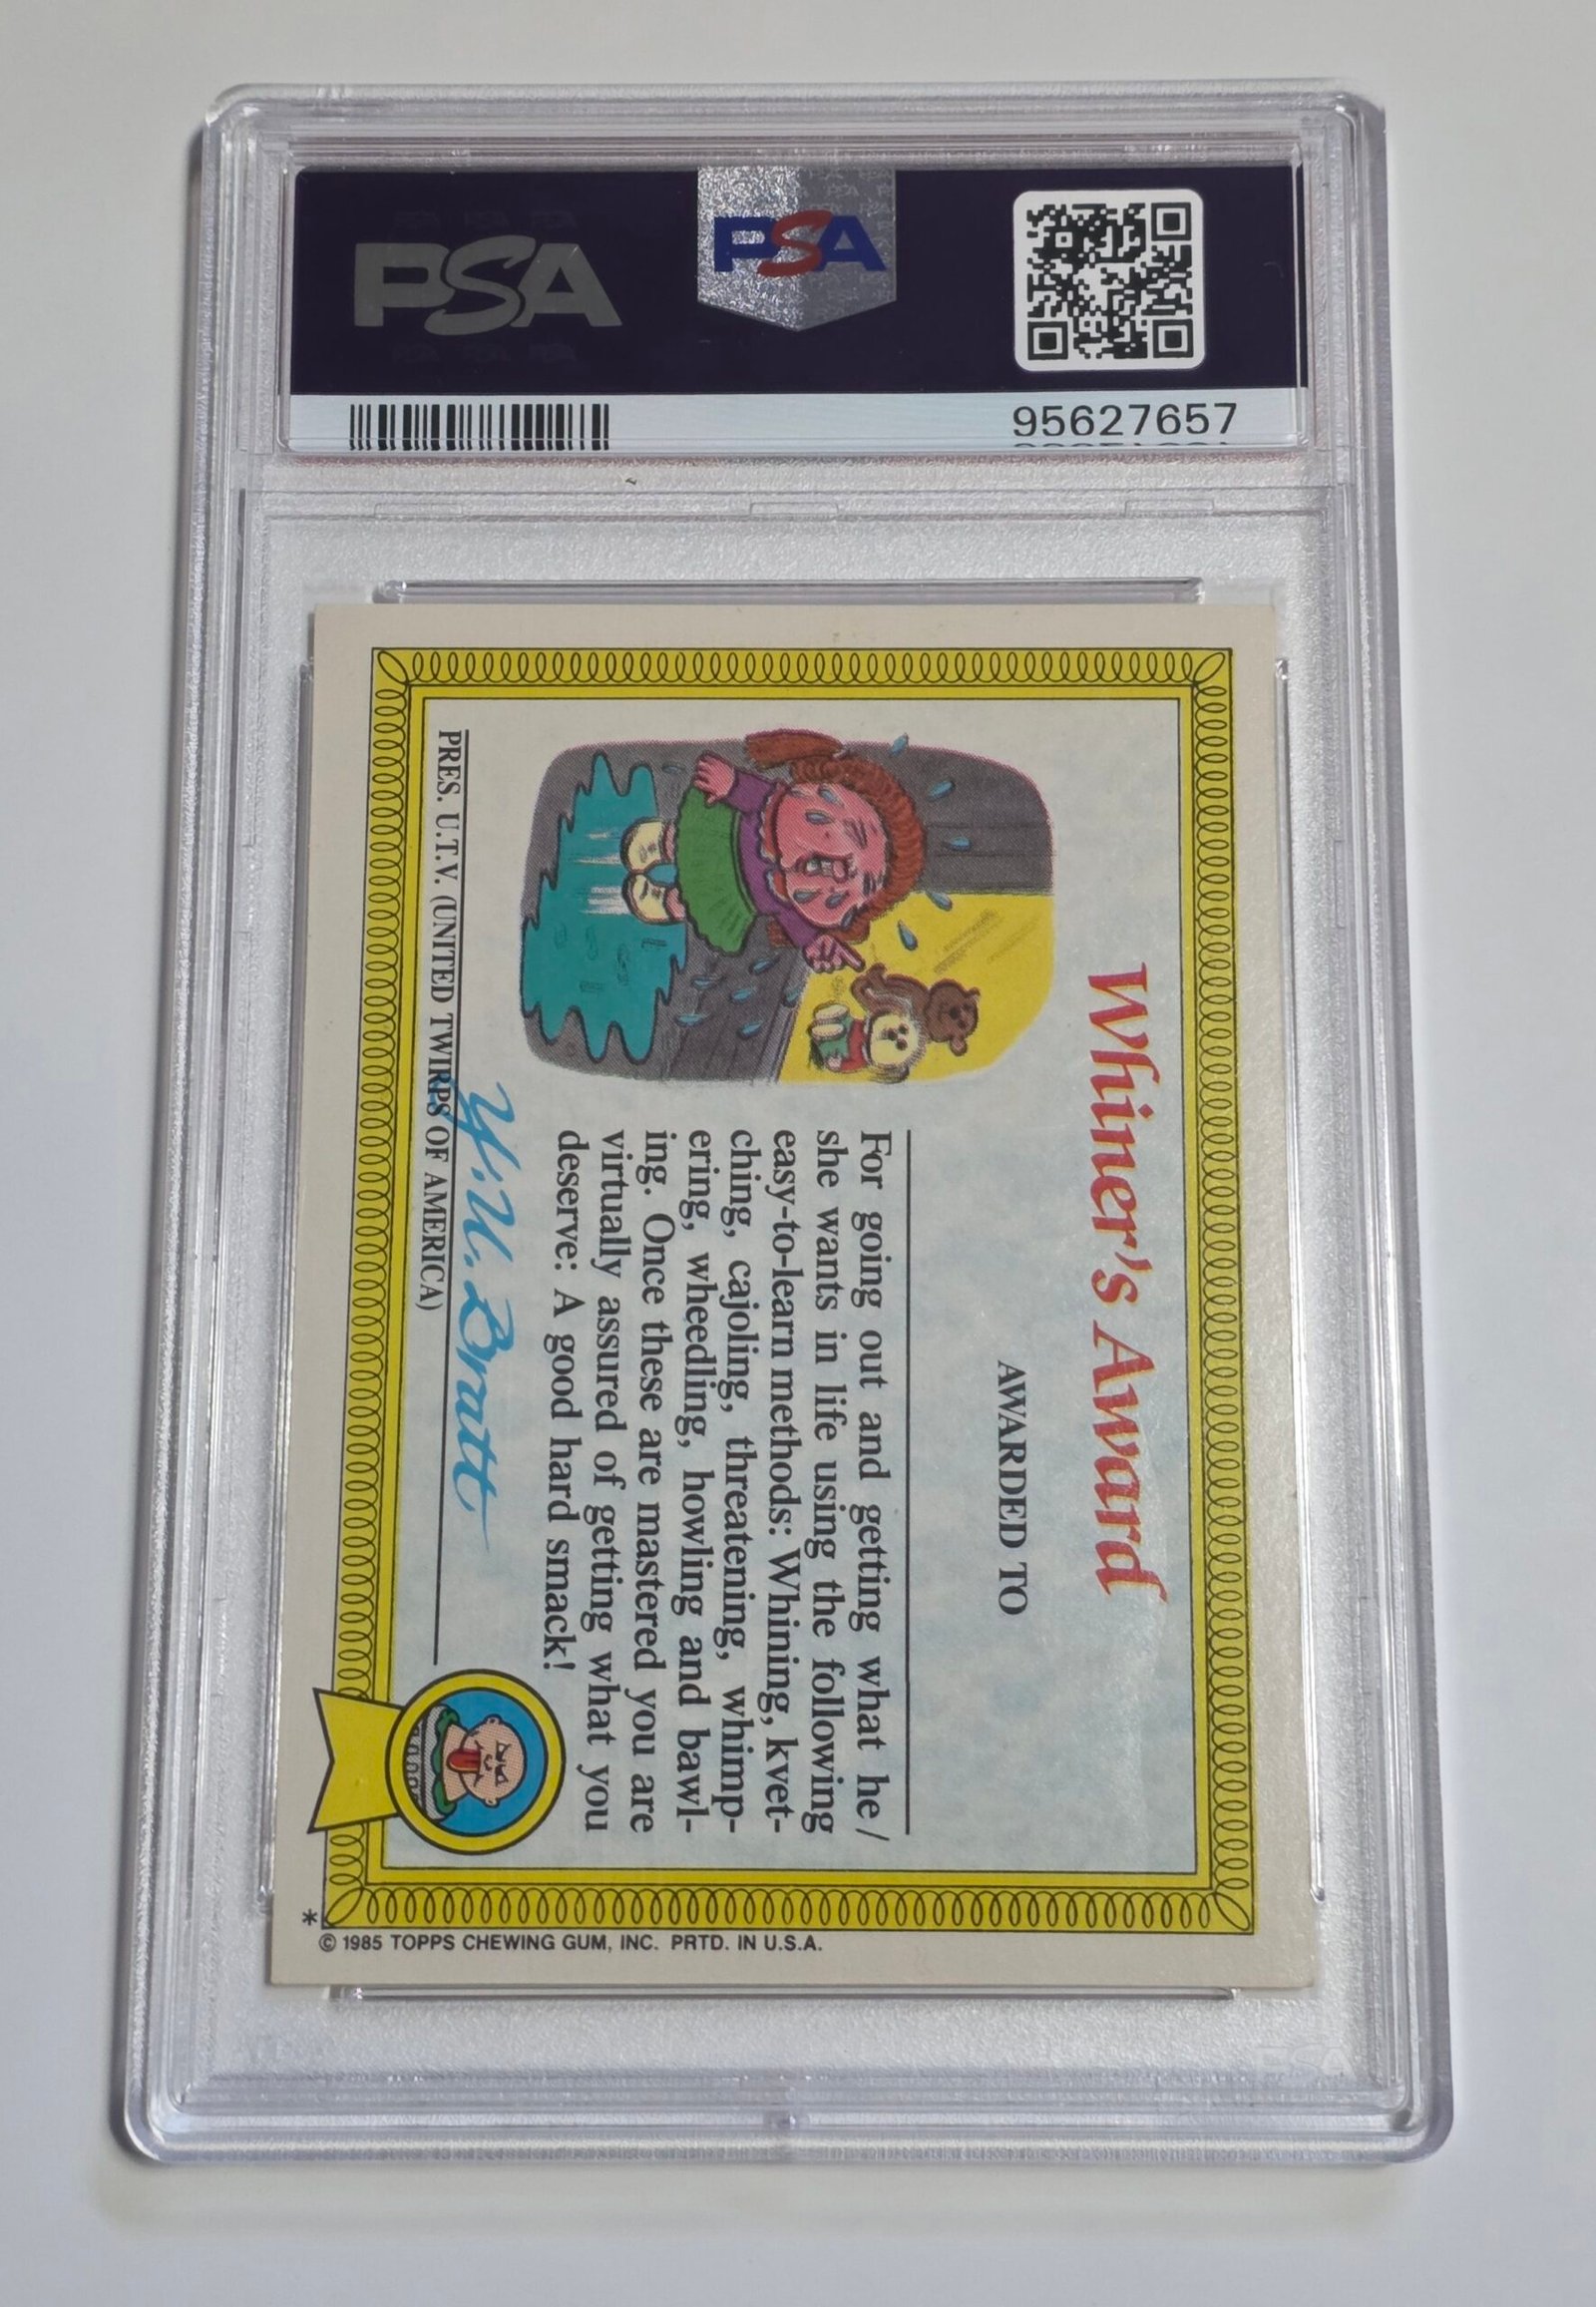 PSA
PSA
95627657
Whiner's Award
AWARDED TO
For going out and getting what he/
she wants in life using the following
easy-to-learn methods: Whining, kvet-
ching, cajoling, threatening, whimp-
ering, wheedling, howling and bawl-
ing. Once these are mastered you are
virtually assured of getting what you
deserve: A good hard smack!
Y.U. Bratt
PRES. U.T.V. (UNITED TWIRPS OF AMERICA)
* © 1985 TOPPS CHEWING GUM, INC. PRTD. IN U.S.A.
PSA